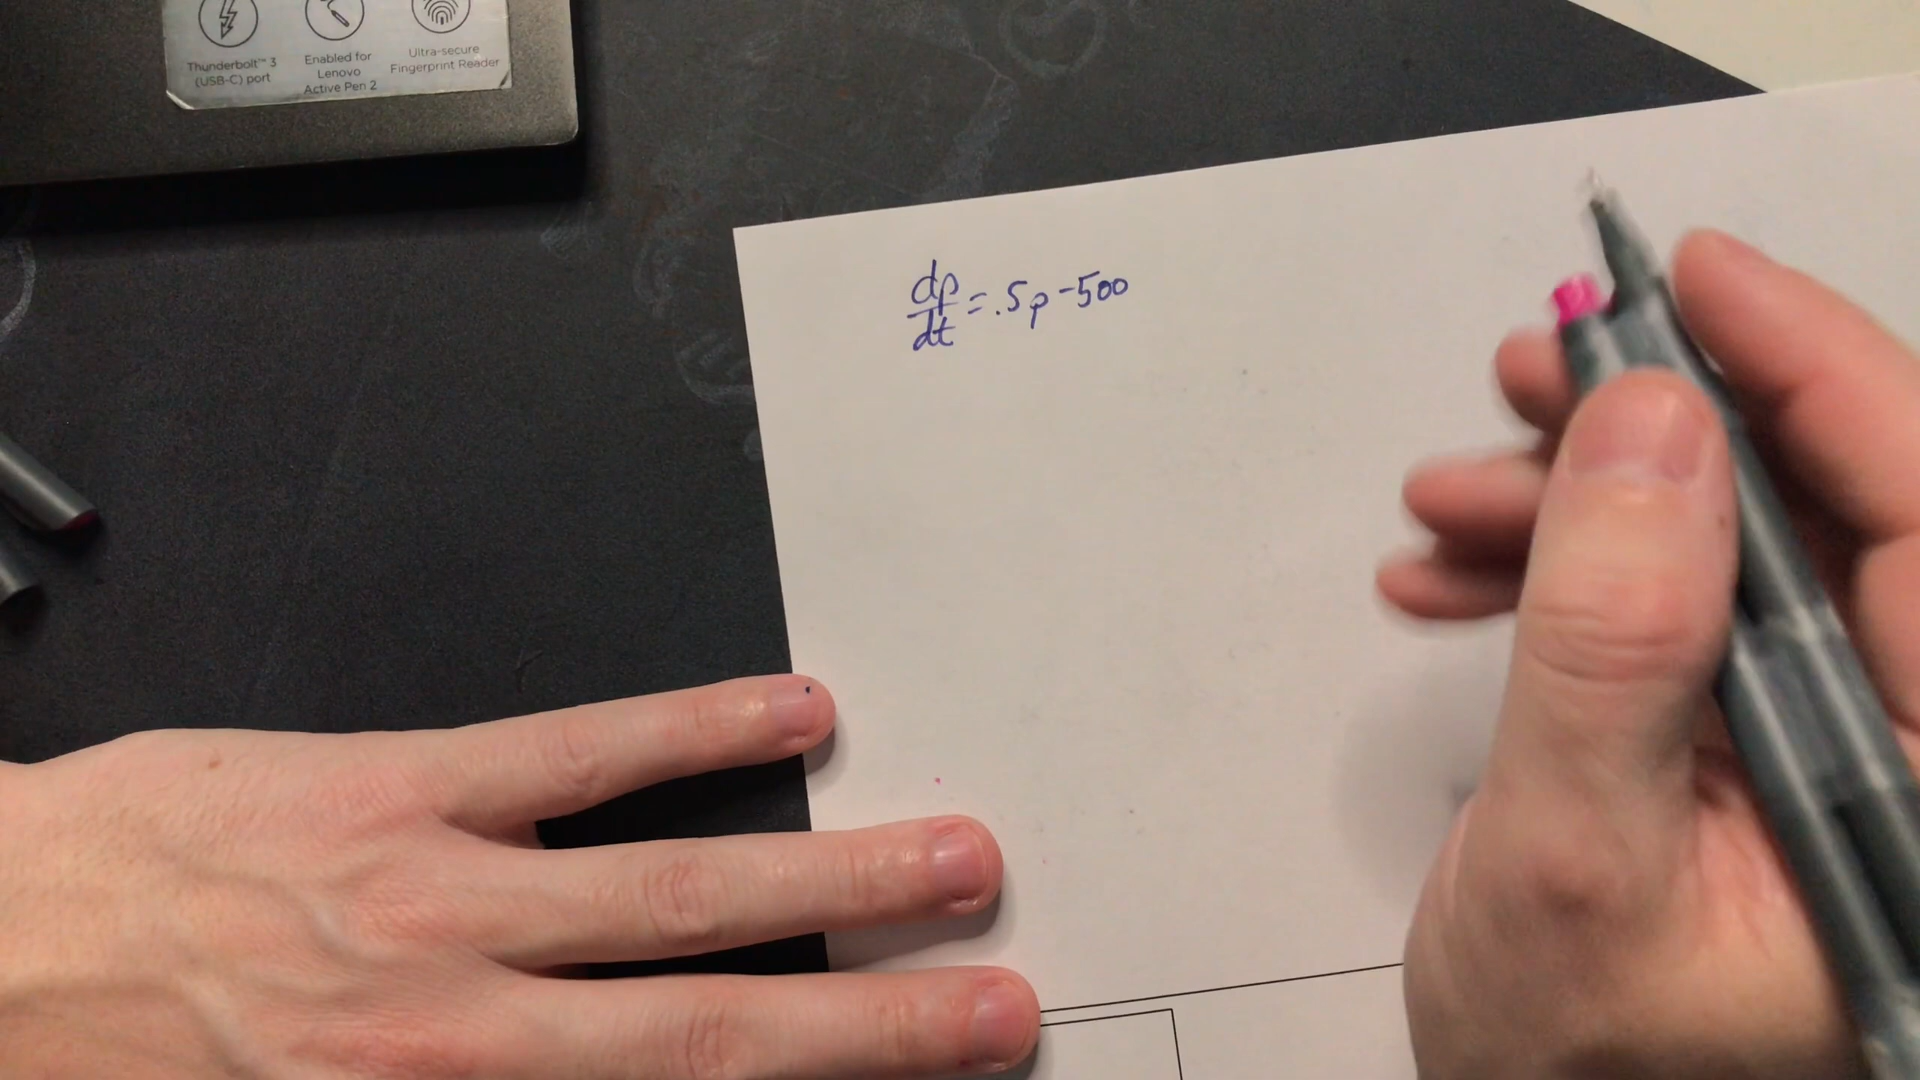 Thunderbolt™ 3
(USB-C) port
Enabled for
Lenovo
Active Pen 2
Ultra-secure
Fingerprint Reader
dp/dt = .5p - 500